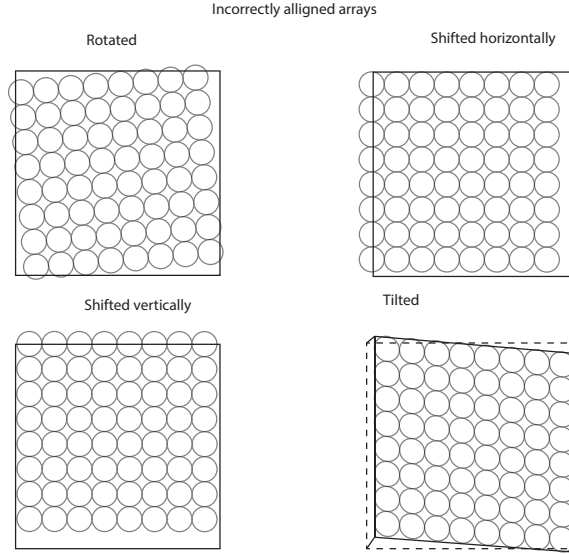 Incorrectly alligned arrays
Rotated
Shifted horizontally
Shifted vertically
Tilted